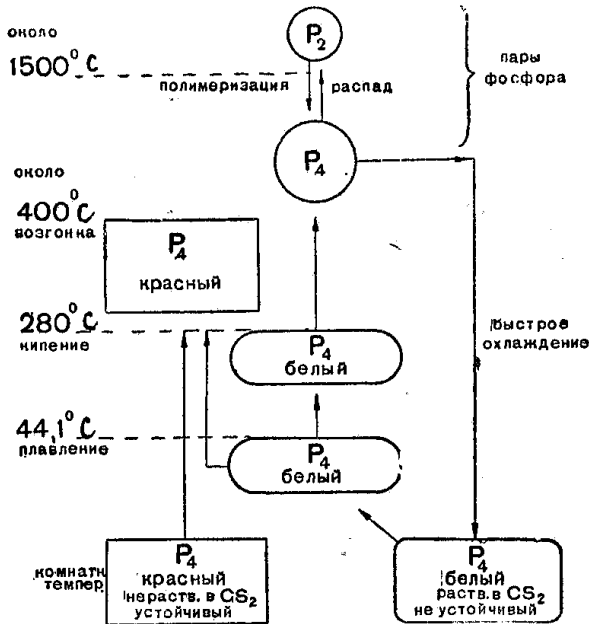 около
1500°С
P₂
пары
фосфора
полимеризация
распад
P₄
около
400°С
возгонка
P₄
красный
280°С
кипение
P₄
белый
быстрое
охлаждение
44,1°С
плавление
P₄
белый
комнатн.
темпер.
P₄
красный
нераств. в CS₂
устойчивый
P₄
белый
раств. в CS₂
не устойчивый